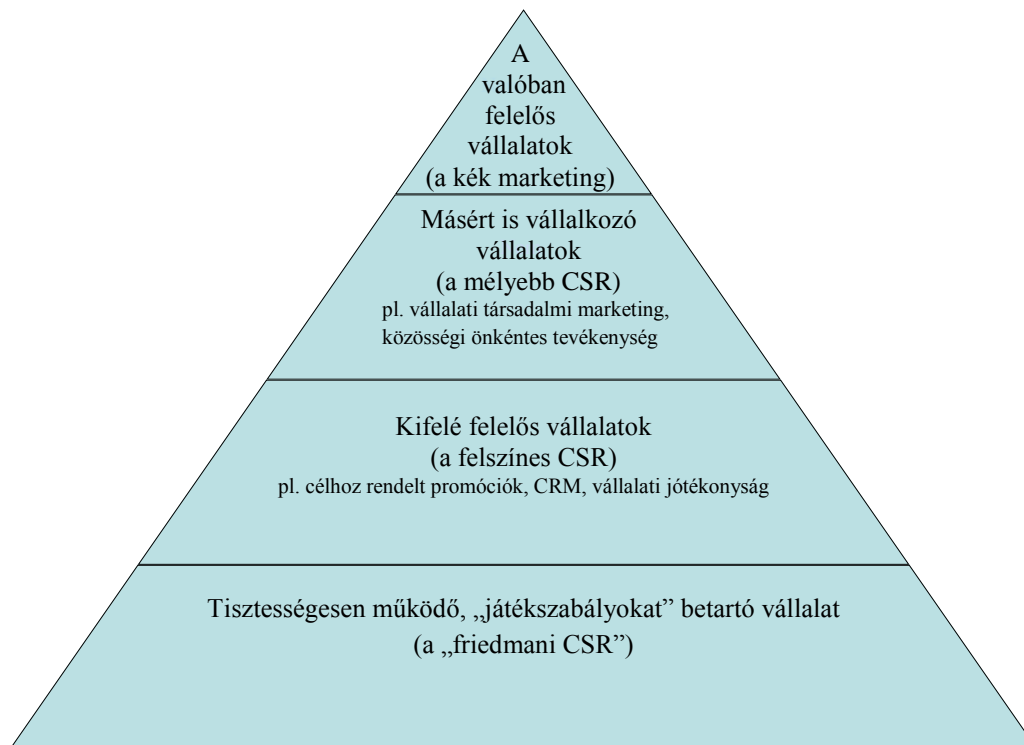 A
valóban
felelős
vállalatok
(a kék marketing)
Másért is vállalkozó
vállalatok
(a mélyebb CSR)
pl. vállalati társadalmi marketing,
közösségi önkéntes tevékenység
Kifelé felelős vállalatok
(a felszínes CSR)
pl. célhoz rendelt promóciók, CRM, vállalati jótékonyság
Tisztességesen működő, „játékszabályokat” betartó vállalat
(a „friedmani CSR”)